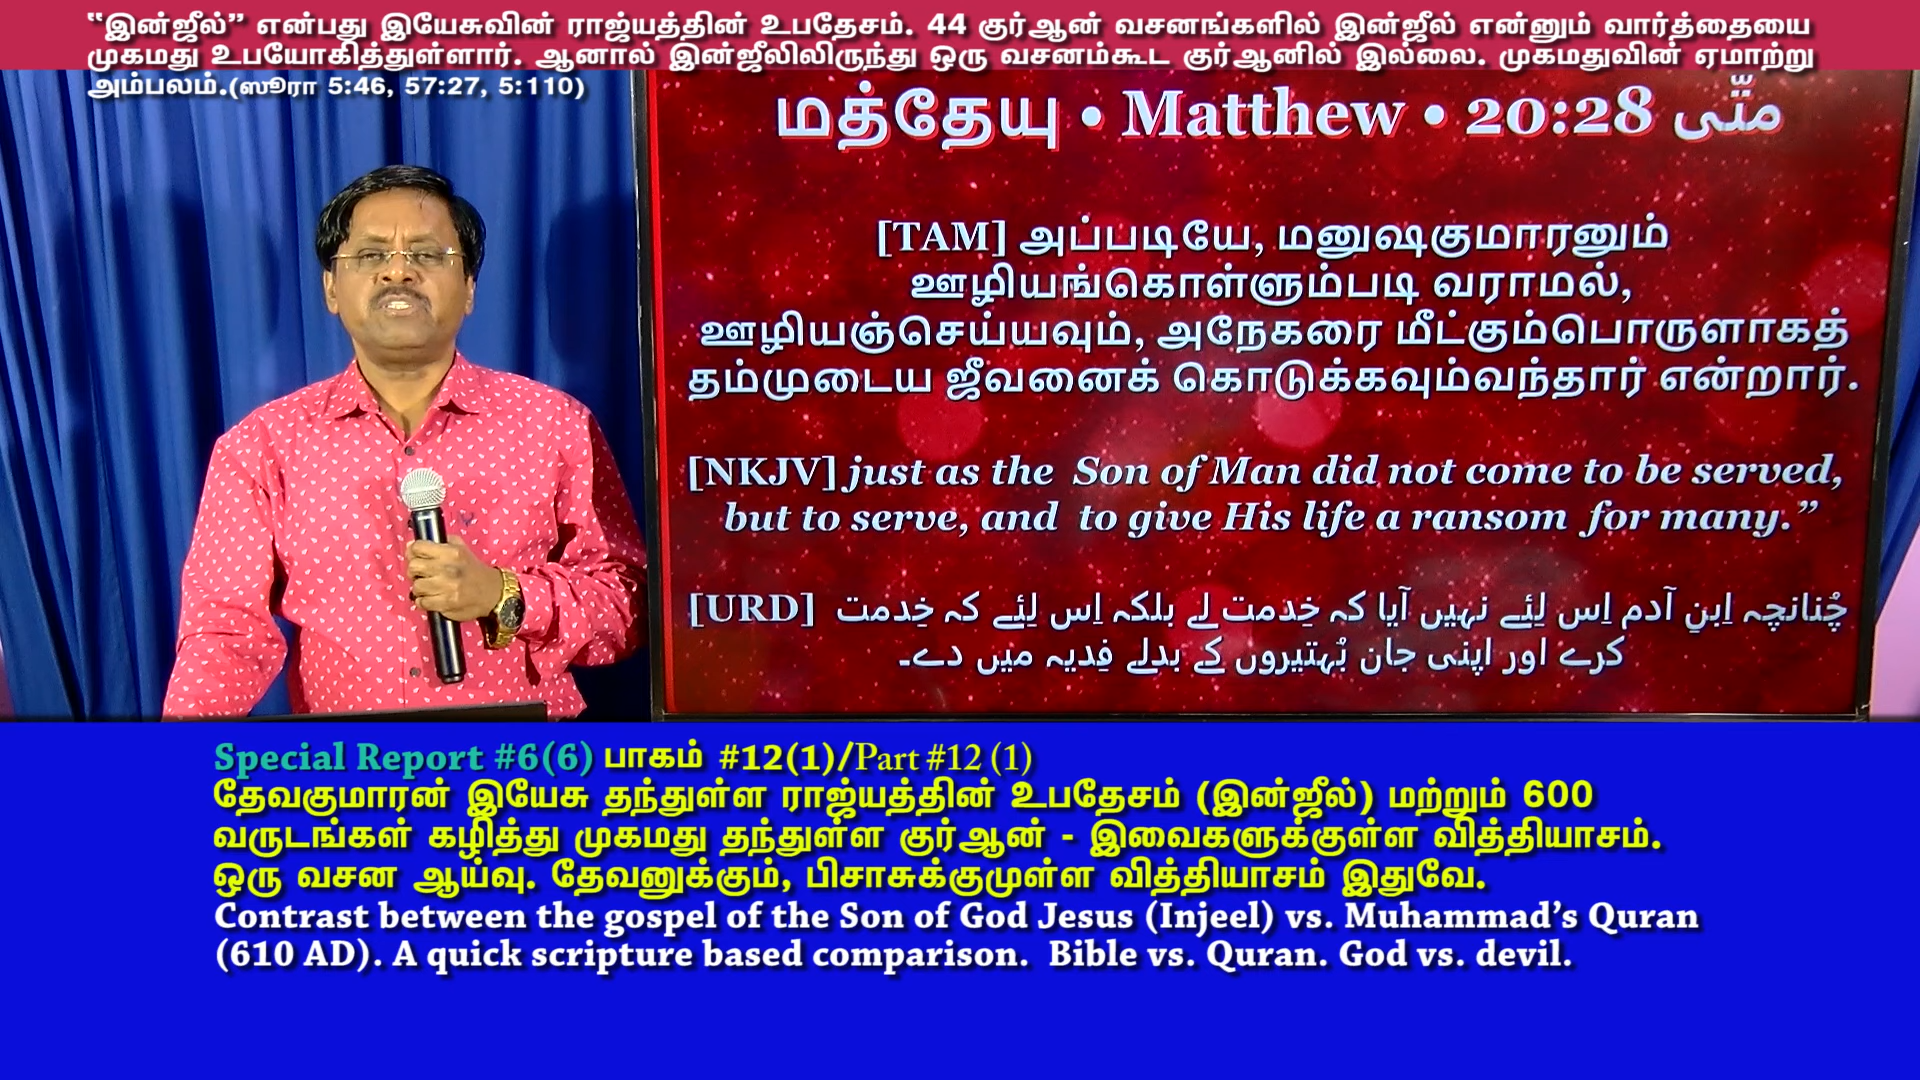 “இன்ஜீல்” என்பது இயேசுவின் ராஜ்யத்தின் உபதேசம். 44 குர்ஆன் வசனங்களில் இன்ஜீல் என்னும் வார்த்தையை
முகமது உபயோகித்துள்ளார். ஆனால் இன்ஜீலிலிருந்து ஒரு வசனம்கூட குர்ஆனில் இல்லை. முகமதுவின் ஏமாற்று
அம்பலம்.(ஸூரா 5:46, 57:27, 5:110)
மத்தேயு • Matthew • 20:28 متّی
[TAM] அப்படியே, மனுஷகுமாரனும்
ஊழியங்கொள்ளும்படி வராமல்,
ஊழியஞ்செய்யவும், அநேகரை மீட்கும்பொருளாகத்
தம்முடைய ஜீவனைக் கொடுக்கவும்வந்தார் என்றார்.
[NKJV] just as the Son of Man did not come to be served,
but to serve, and to give His life a ransom for many.”
[URD] چُنانچہ اِبنِ آدم اِس لِئے نہیں آیا کہ خِدمت لے بلکہ اِس لِئے کہ خِدمت
کرے اور اپنی جان بُہتیروں کے بدلے فِدیہ میں دے۔
Special Report #6(6) பாகம் #12(1)/Part #12 (1)
தேவகுமாரன் இயேசு தந்துள்ள ராஜ்யத்தின் உபதேசம் (இன்ஜீல்) மற்றும் 600
வருடங்கள் கழித்து முகமது தந்துள்ள குர்ஆன் - இவைகளுக்குள்ள வித்தியாசம்.
ஒரு வசன ஆய்வு. தேவனுக்கும், பிசாசுக்குமுள்ள வித்தியாசம் இதுவே.
Contrast between the gospel of the Son of God Jesus (Injeel) vs. Muhammad’s Quran
(610 AD). A quick scripture based comparison. Bible vs. Quran. God vs. devil.